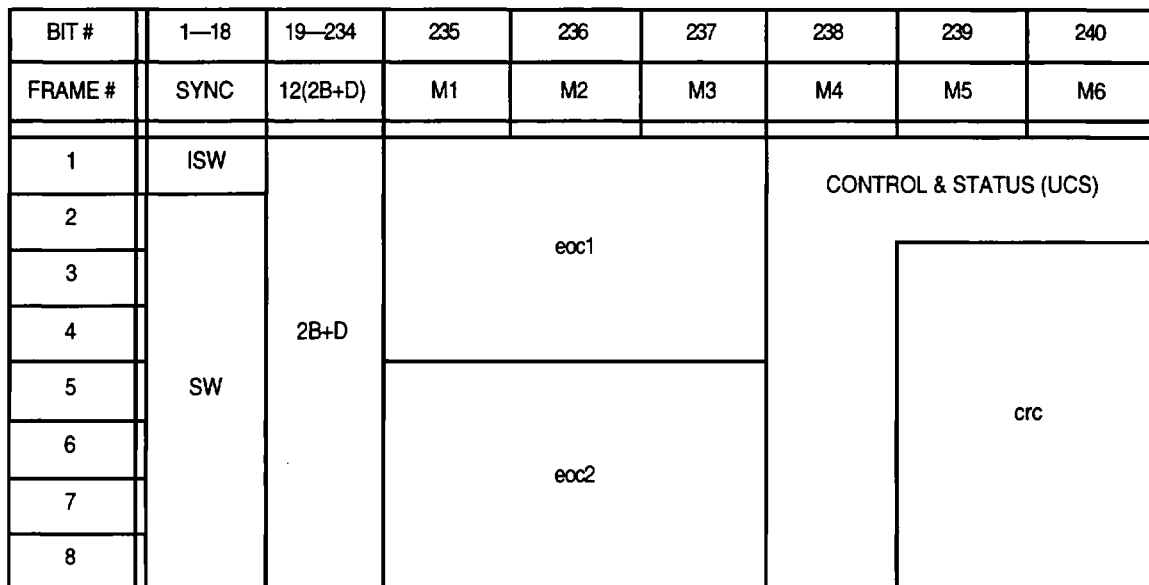 BIT # 1—18 19—234 235 236 237 238 239 240
FRAME # SYNC 12(2B+D) M1 M2 M3 M4 M5 M6
1 ISW
CONTROL & STATUS (UCS)
2
eoc1
3
4 2B+D
5 SW
crc
6
eoc2
7
8